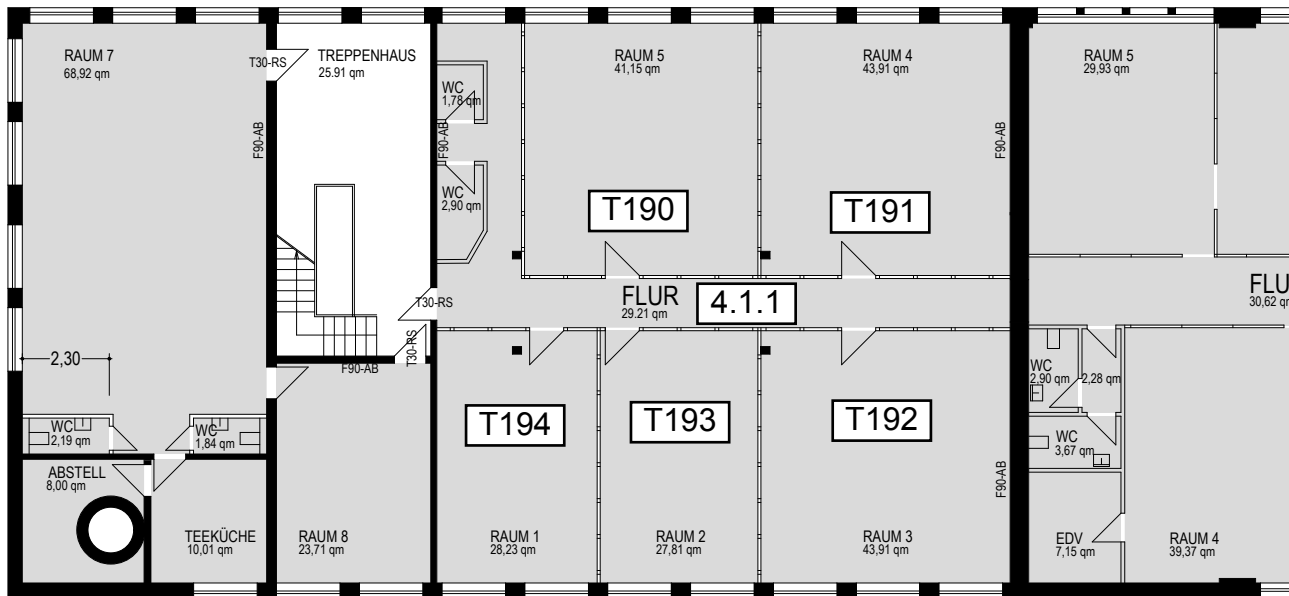 RAUM 7
68,92 qm
T30-RS
F90-AB
2,30
WC
2,19 qm
WC
1,84 qm
ABSTELL
8,00 qm
TEEKÜCHE
10,01 qm
TREPPENHAUS
25.91 qm
T30-RS
T30-RS
F90-AB
RAUM 8
23,71 qm
WC
1,78 qm
F90-AB
WC
2,90 qm
RAUM 5
41,15 qm
T190
RAUM 4
43,91 qm
F90-AB
T191
FLUR
29.21 qm
4.1.1
T194
RAUM 1
28,23 qm
T193
RAUM 2
27,81 qm
T192
F90-AB
RAUM 3
43,91 qm
RAUM 5
29,93 qm
FLU
30,62 q
WC
2,90 qm
2,28 qm
WC
3,67 qm
EDV
7,15 qm
RAUM 4
39,37 qm